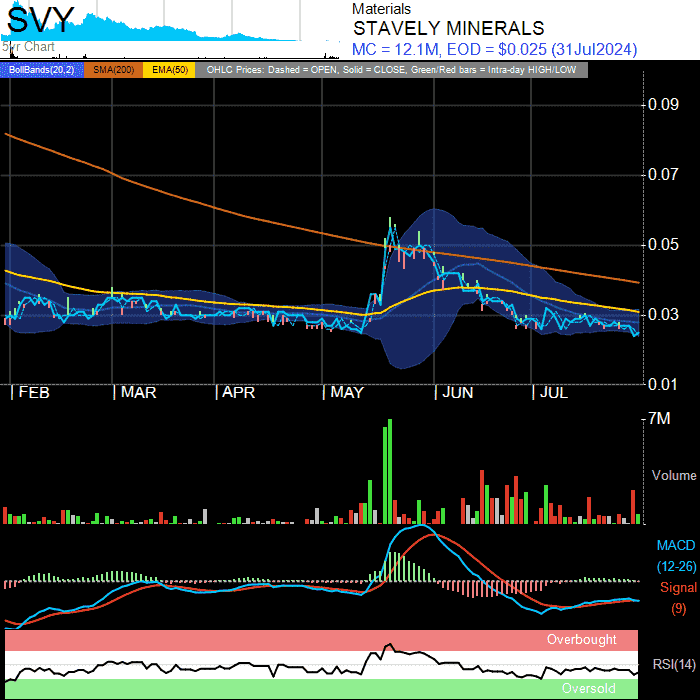 SVY
5yr Chart
Materials
STAVELY MINERALS
MC = 12.1M, EOD = $0.025 (31Jul2024)
BollBands(20,2) SMA(200) EMA(50) OHLC Prices: Dashed = OPEN, Solid = CLOSE, Green/Red bars = Intra-day HIGH/LOW
0.09
0.07
0.05
0.03
0.01
FEB MAR APR MAY JUN JUL
7M
Volume
MACD
(12-26)
Signal
(9)
Overbought
RSI(14)
Oversold